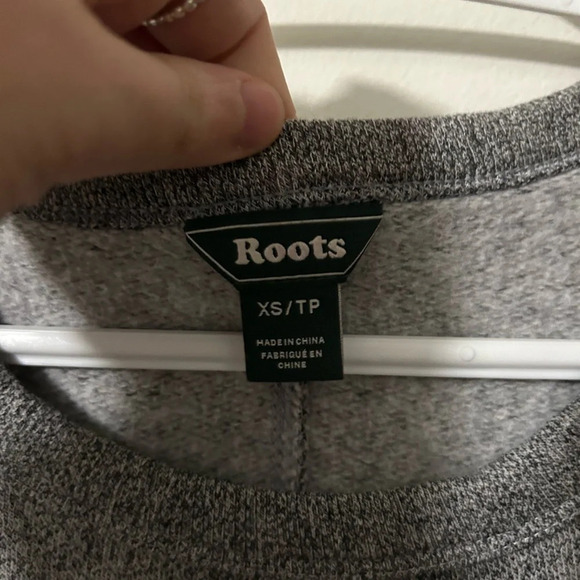 Roots
XS/TP
MADE IN CHINA
FABRIQUÉ EN
CHINE